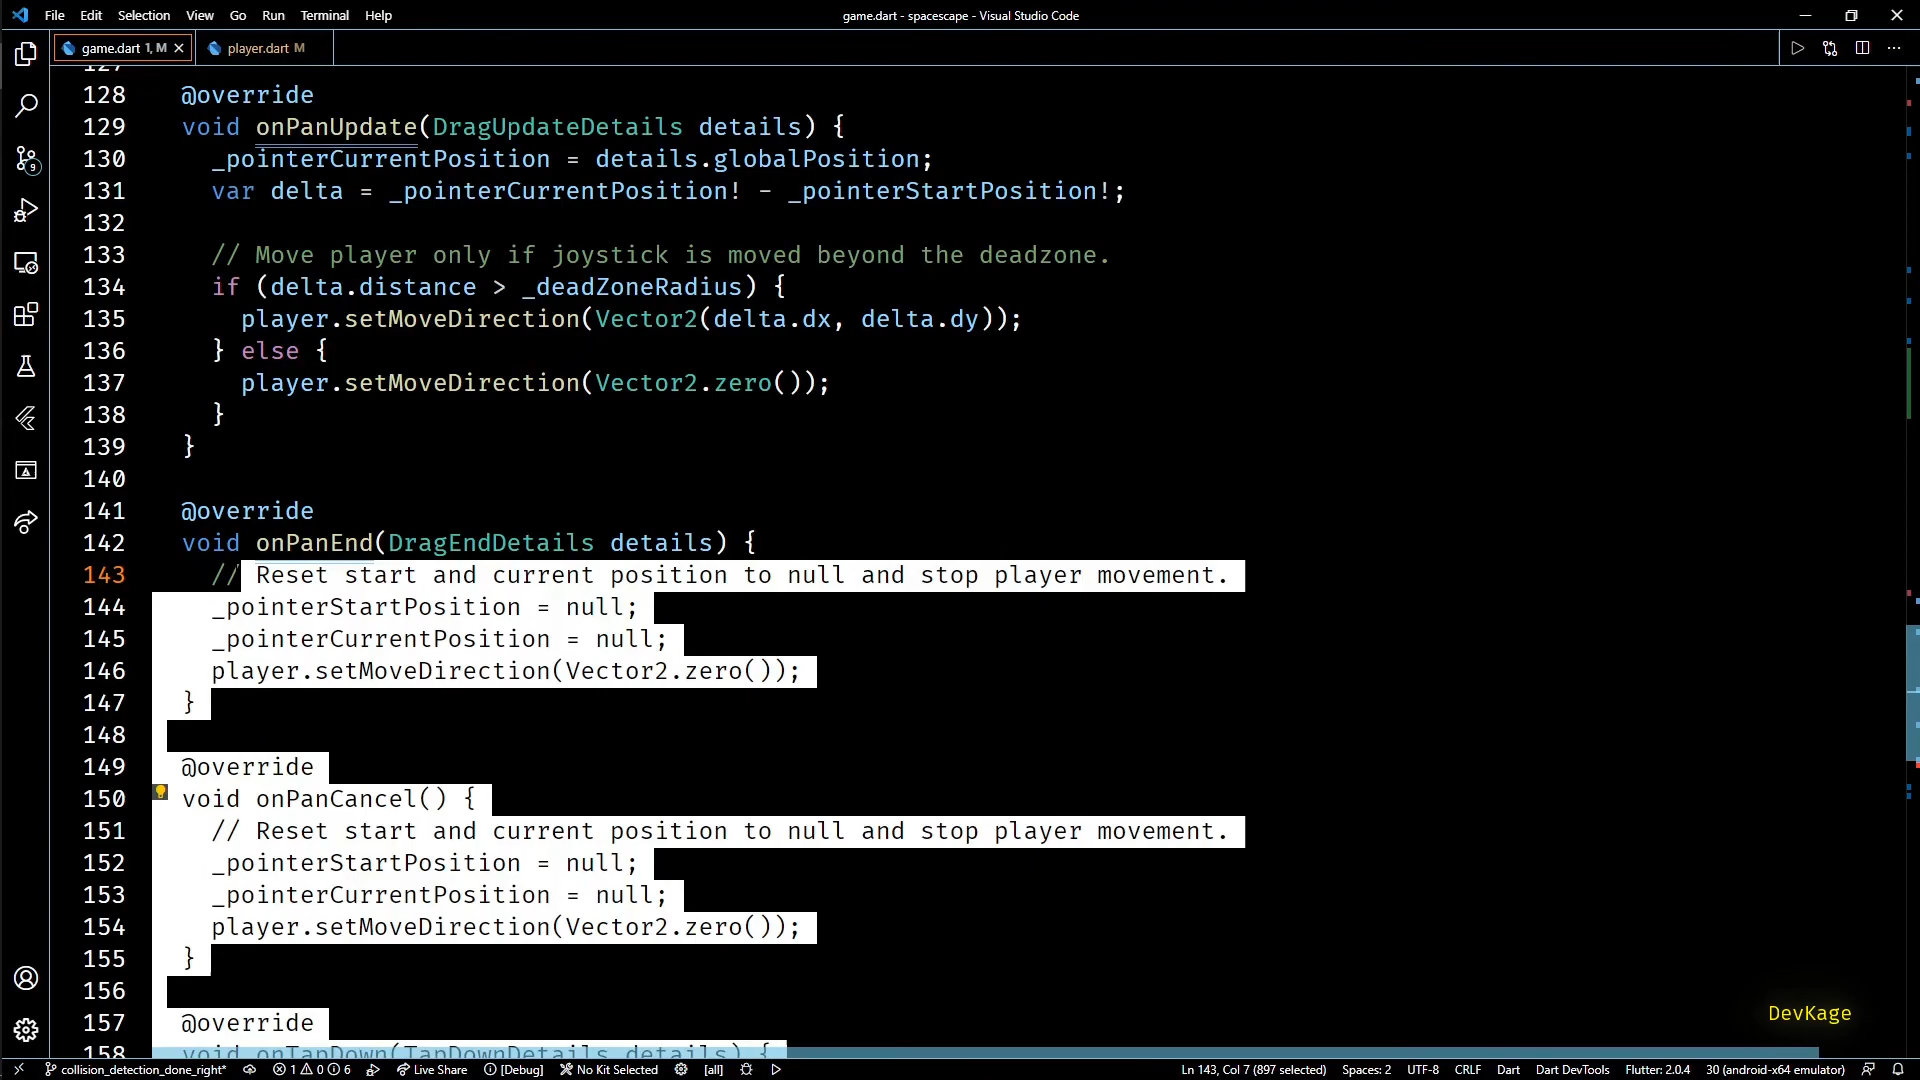 File Edit Selection View Go Run Terminal Help
game.dart - spacescape - Visual Studio Code
game.dart 1, M
player.dart M
127
128 @override
129 void onPanUpdate(DragUpdateDetails details) {
130 _pointerCurrentPosition = details.globalPosition;
131 var delta = _pointerCurrentPosition! - _pointerStartPosition!;
132
133 // Move player only if joystick is moved beyond the deadzone.
134 if (delta.distance > _deadZoneRadius) {
135 player.setMoveDirection(Vector2(delta.dx, delta.dy));
136 } else {
137 player.setMoveDirection(Vector2.zero());
138 }
139 }
140
141 @override
142 void onPanEnd(DragEndDetails details) {
143 // Reset start and current position to null and stop player movement.
144 _pointerStartPosition = null;
145 _pointerCurrentPosition = null;
146 player.setMoveDirection(Vector2.zero());
147 }
148
149 @override
150 void onPanCancel() {
151 // Reset start and current position to null and stop player movement.
152 _pointerStartPosition = null;
153 _pointerCurrentPosition = null;
154 player.setMoveDirection(Vector2.zero());
155 }
156
157 @override
158 void onTapDown(TapDownDetails details) {
9
DevKage
collision_detection_done_right* 1 0 6 Live Share [Debug] No Kit Selected [all] Ln 143, Col 7 (897 selected) Spaces: 2 UTF-8 CRLF Dart Dart DevTools Flutter: 2.0.4 30 (android-x64 emulator)